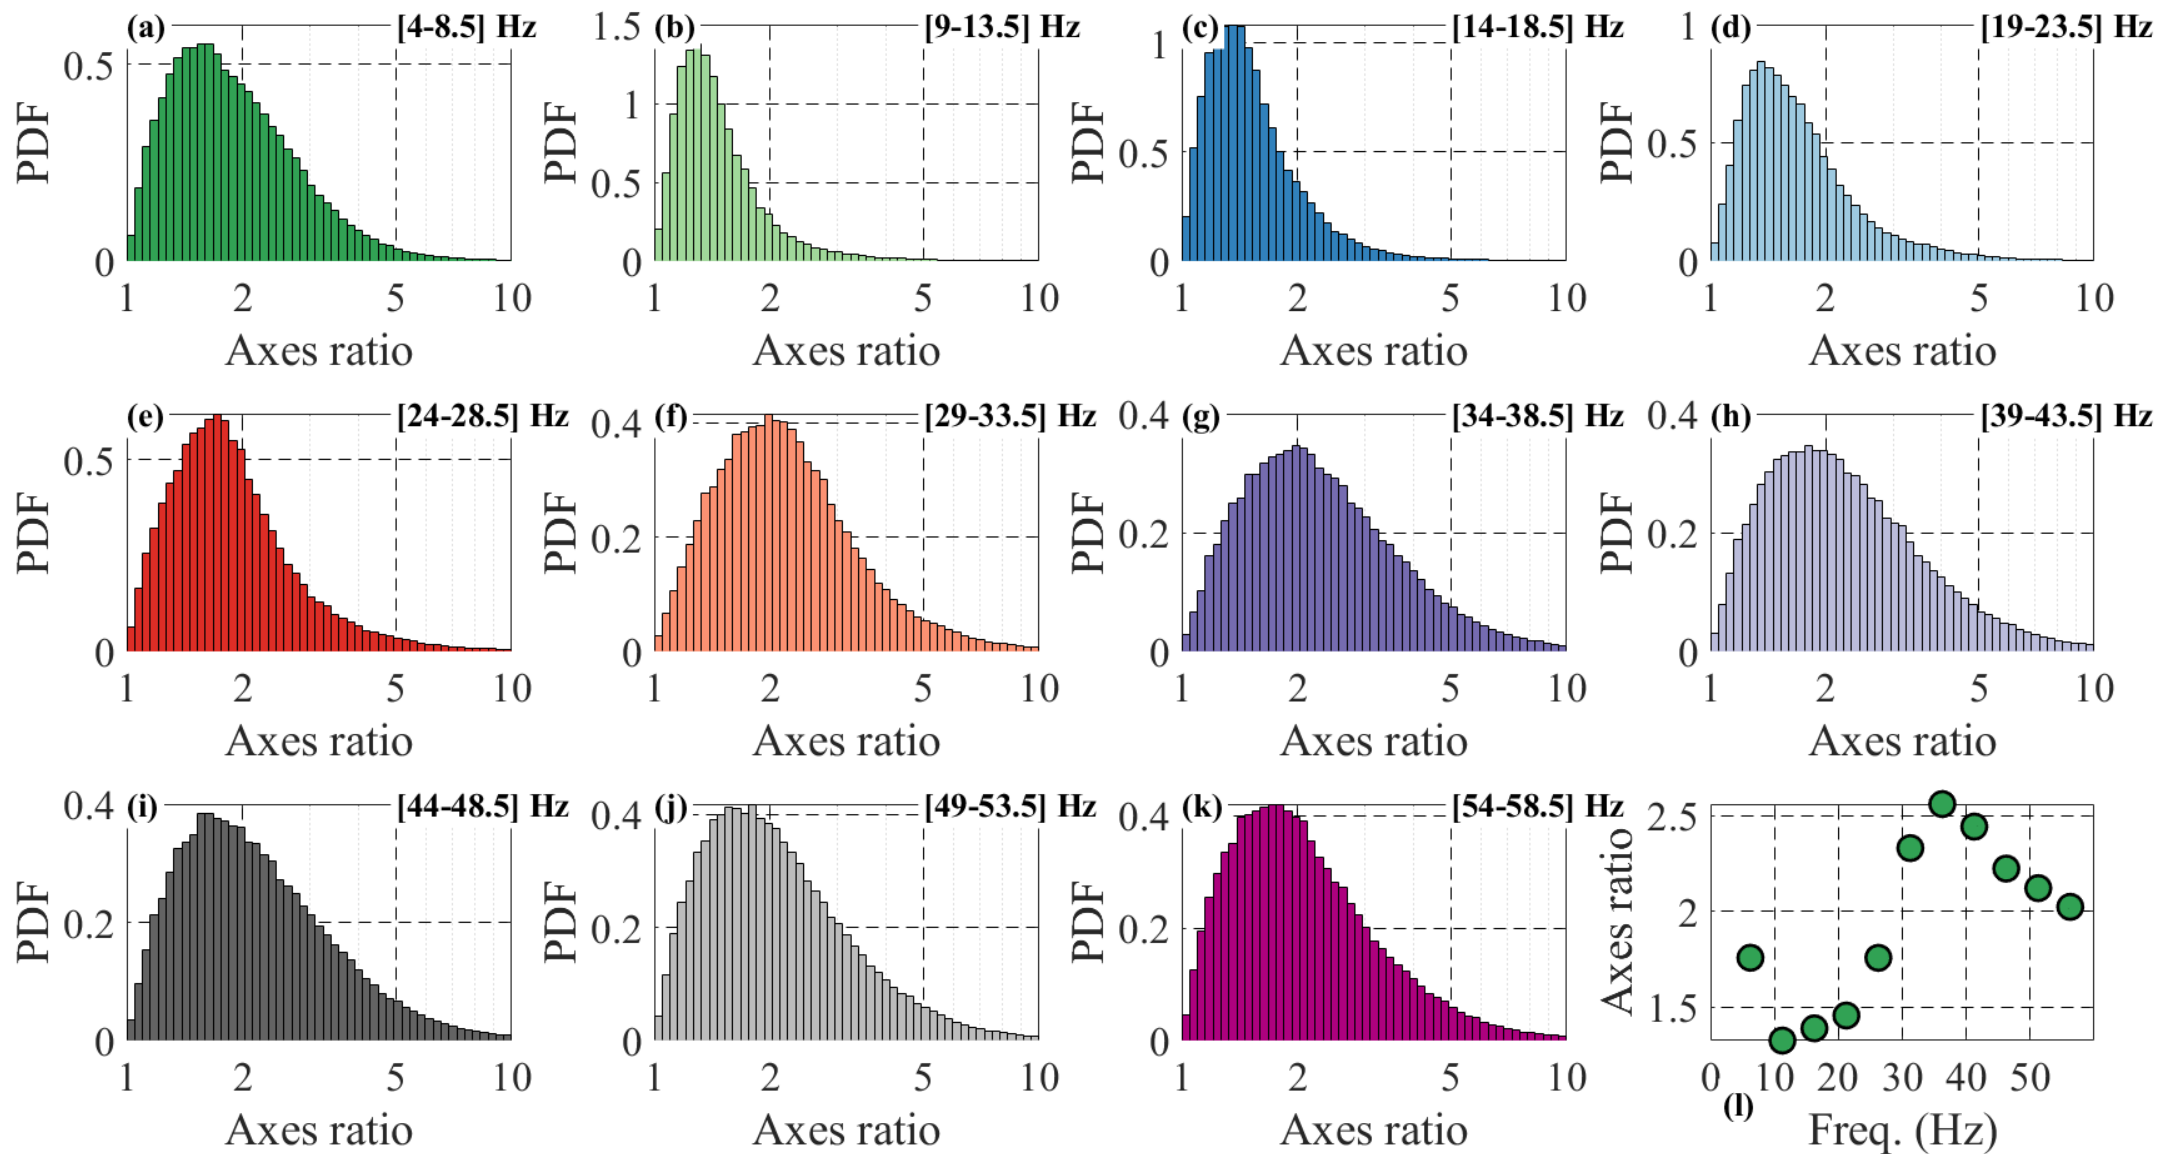 (a) [4-8.5] Hz
0.5
0
PDF
1 2 5 10
Axes ratio
(b) [9-13.5] Hz
1.5
1
0.5
0
PDF
1 2 5 10
Axes ratio
(c) [14-18.5] Hz
1
0.5
0
PDF
1 2 5 10
Axes ratio
(d) [19-23.5] Hz
1
0.5
0
PDF
1 2 5 10
Axes ratio
(e) [24-28.5] Hz
0.5
0
PDF
1 2 5 10
Axes ratio
(f) [29-33.5] Hz
0.4
0.2
0
PDF
1 2 5 10
Axes ratio
(g) [34-38.5] Hz
0.4
0.2
0
PDF
1 2 5 10
Axes ratio
(h) [39-43.5] Hz
0.4
0.2
0
PDF
1 2 5 10
Axes ratio
(i) [44-48.5] Hz
0.4
0.2
0
PDF
1 2 5 10
Axes ratio
(j) [49-53.5] Hz
0.4
0.2
0
PDF
1 2 5 10
Axes ratio
(k) [54-58.5] Hz
0.4
0.2
0
PDF
1 2 5 10
Axes ratio
2.5
2
1.5
Axes ratio
0 10 20 30 40 50
(l)
Freq. (Hz)